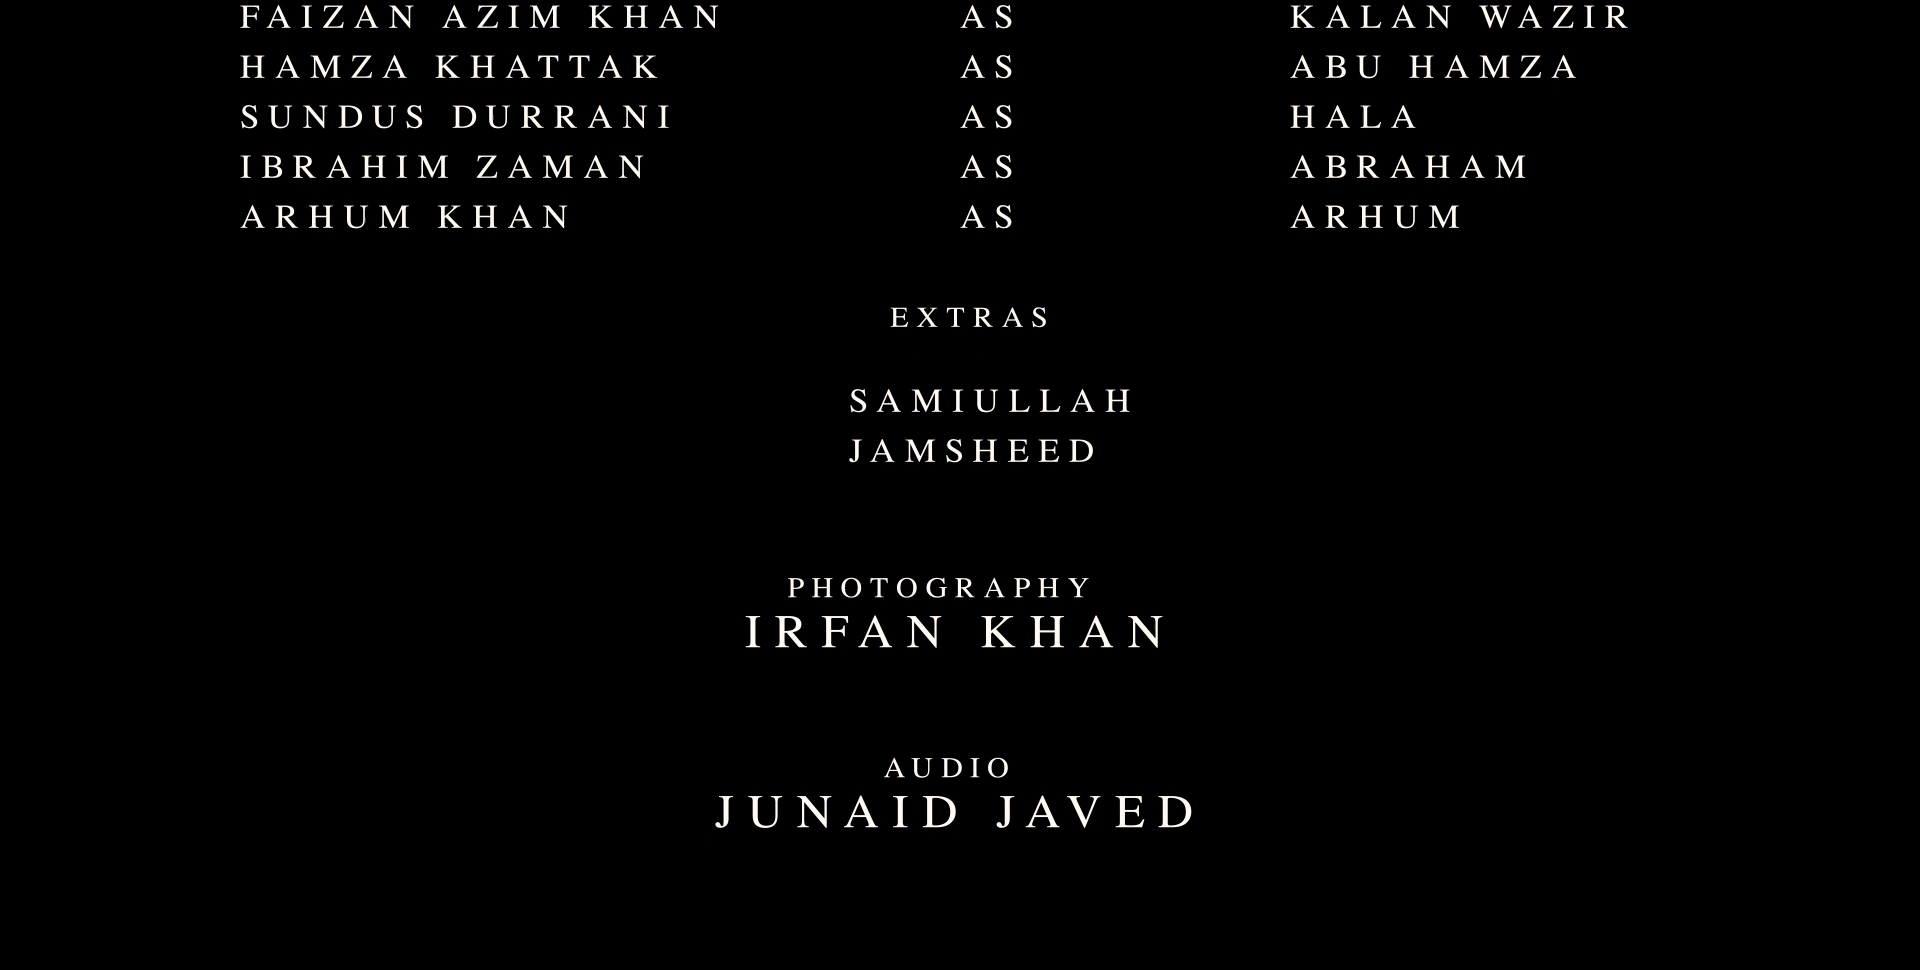 FAIZAN AZIM KHAN AS KALAN WAZIR
HAMZA KHATTAK AS ABU HAMZA
SUNDUS DURRANI AS HALA
IBRAHIM ZAMAN AS ABRAHAM
ARHUM KHAN AS ARHUM
EXTRAS
SAMIULLAH
JAMSHEED
PHOTOGRAPHY
IRFAN KHAN
AUDIO
JUNAID JAVED